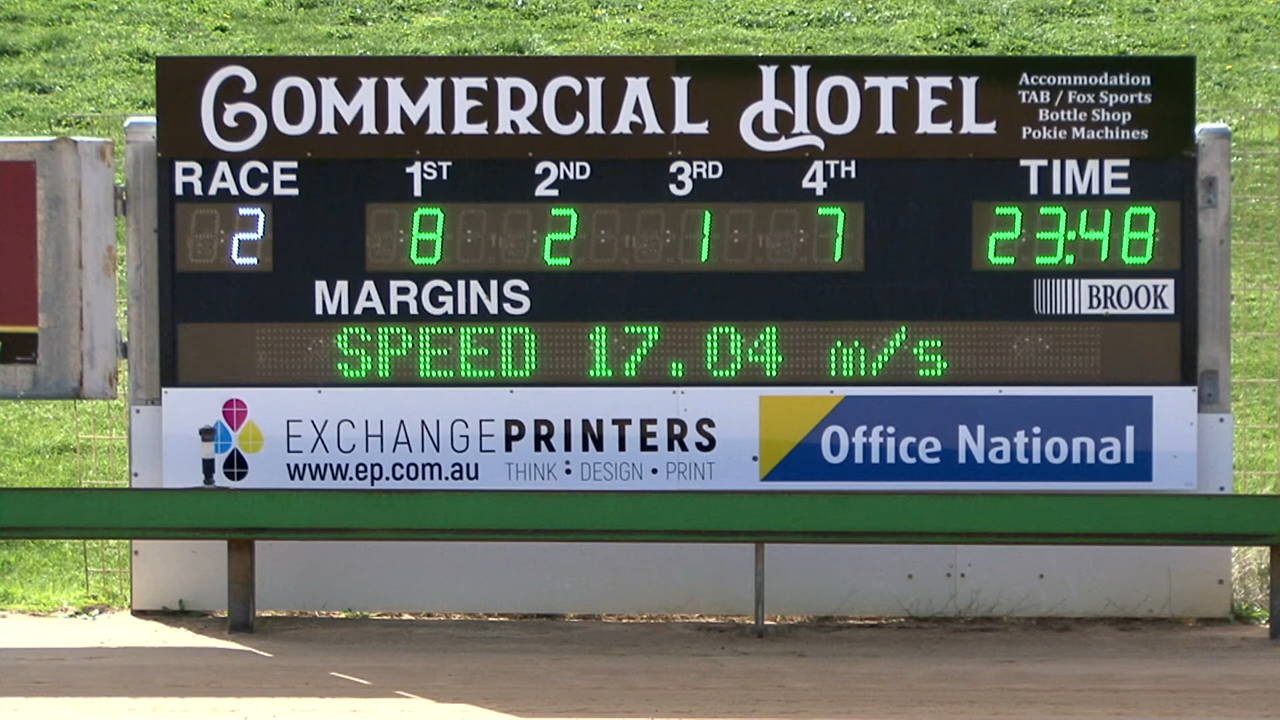 COMMERCIAL HOTEL
Accommodation
TAB / Fox Sports
Bottle Shop
Pokie Machines
RACE 1ST 2ND 3RD 4TH TIME
2 8 2 1 7 23:48
MARGINS
BROOK
SPEED 17.04 m/s
EXCHANGEPRINTERS
www.ep.com.au THINK • DESIGN • PRINT
Office National